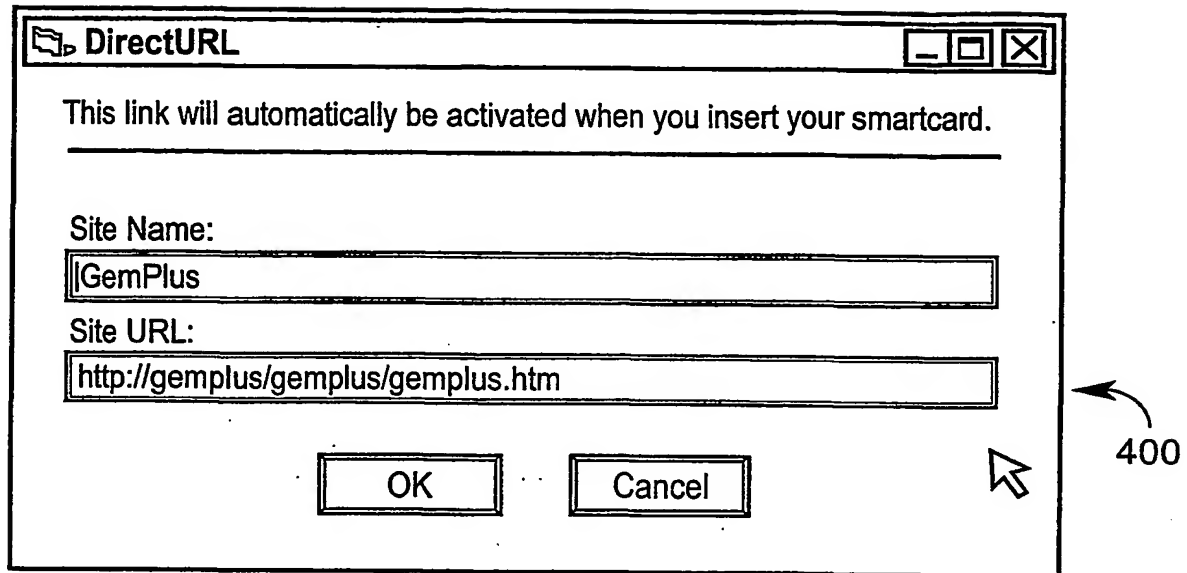 DirectURL
This link will automatically be activated when you insert your smartcard.
Site Name:
GemPlus
Site URL:
http://gemplus/gemplus/gemplus.htm
OK Cancel
400